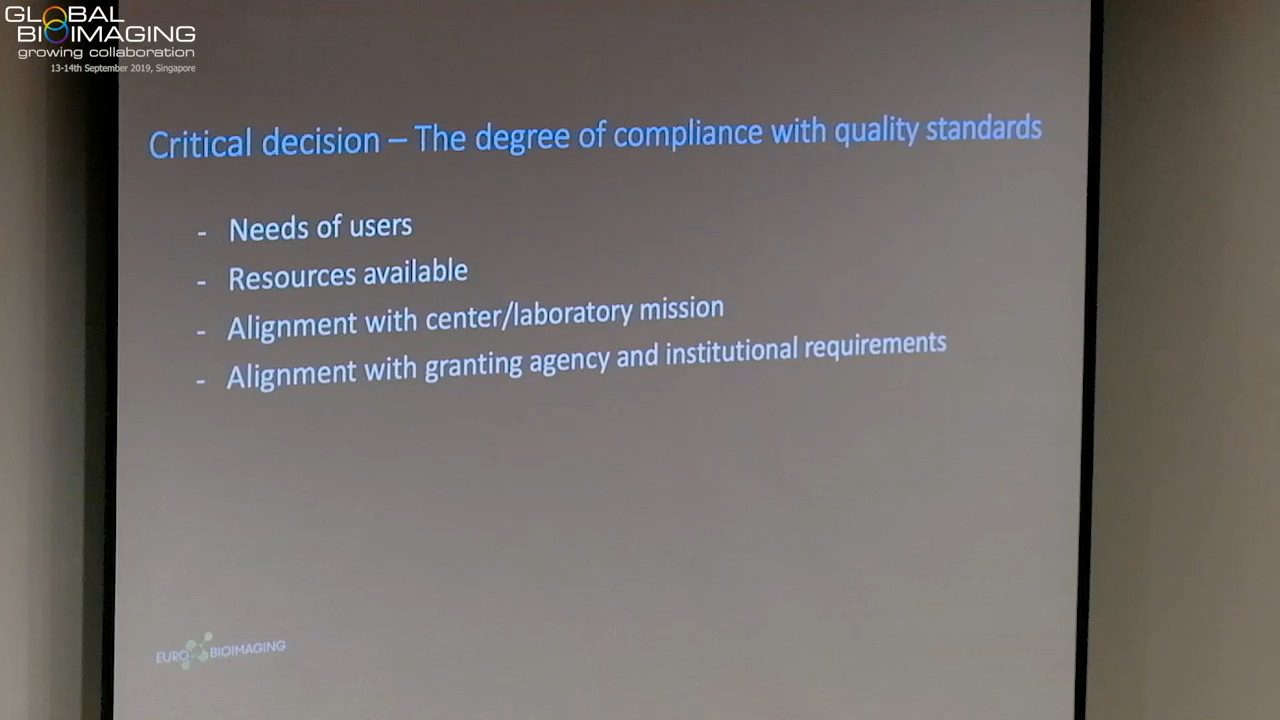 GLOBAL
BIOIMAGING
growing collaboration
13-14th September 2019, Singapore
Critical decision – The degree of compliance with quality standards
- Needs of users
- Resources available
- Alignment with center/laboratory mission
- Alignment with granting agency and institutional requirements
EURO BIOIMAGING